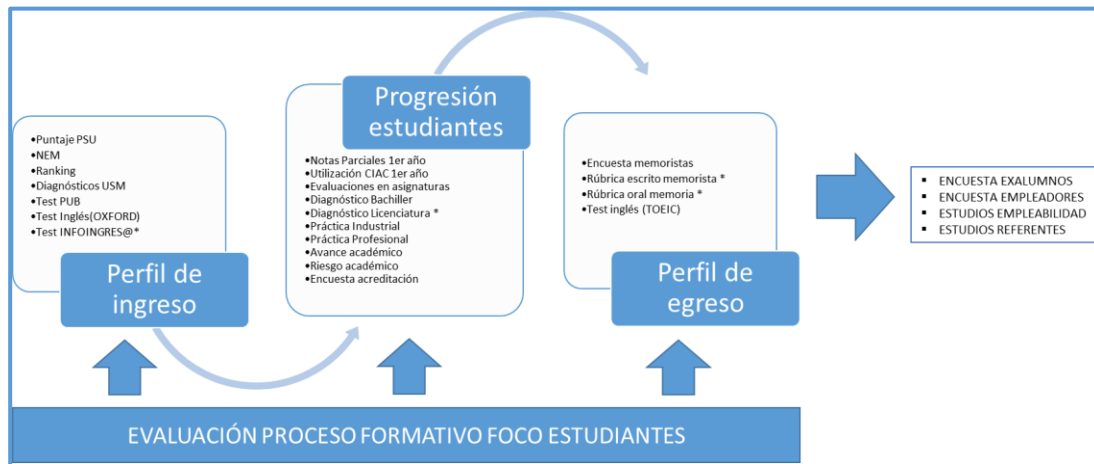 •Puntaje PSU
•NEM
•Ranking
•Diagnósticos USM
•Test PUB
•Test Inglés(OXFORD)
•Test INFOINGRES@*
Perfil de
ingreso
Progresión
estudiantes
•Notas Parciales 1er año
•Utilización CIAC 1er año
•Evaluaciones en asignaturas
•Diagnóstico Bachiller
•Diagnóstico Licenciatura *
•Práctica Industrial
•Práctica Profesional
•Avance académico
•Riesgo académico
•Encuesta acreditación
•Encuesta memoristas
•Rúbrica escrito memorista *
•Rúbrica oral memoria *
•Test inglés (TOEIC)
Perfil de
egreso
▪ ENCUESTA EXALUMNOS
▪ ENCUESTA EMPLEADORES
▪ ESTUDIOS EMPLEABILIDAD
▪ ESTUDIOS REFERENTES
EVALUACIÓN PROCESO FORMATIVO FOCO ESTUDIANTES